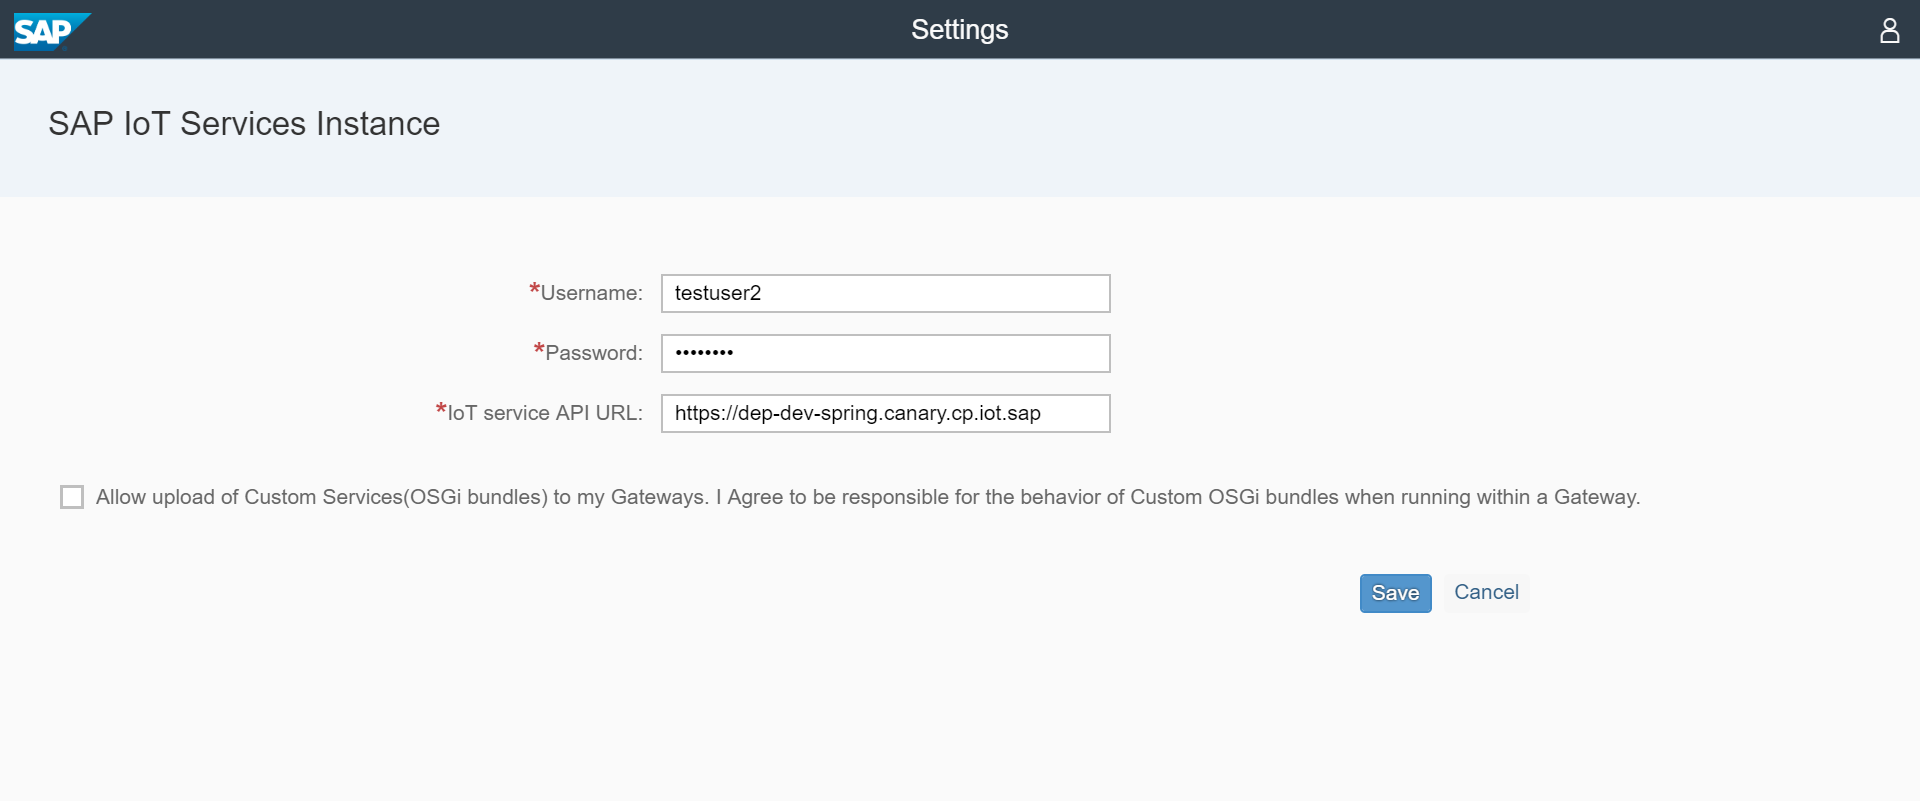 SAP
Settings
SAP IoT Services Instance
*Username: testuser2
*Password: ••••••••
*IoT service API URL: https://dep-dev-spring.canary.cp.iot.sap
Allow upload of Custom Services(OSGi bundles) to my Gateways. I Agree to be responsible for the behavior of Custom OSGi bundles when running within a Gateway.
Save Cancel